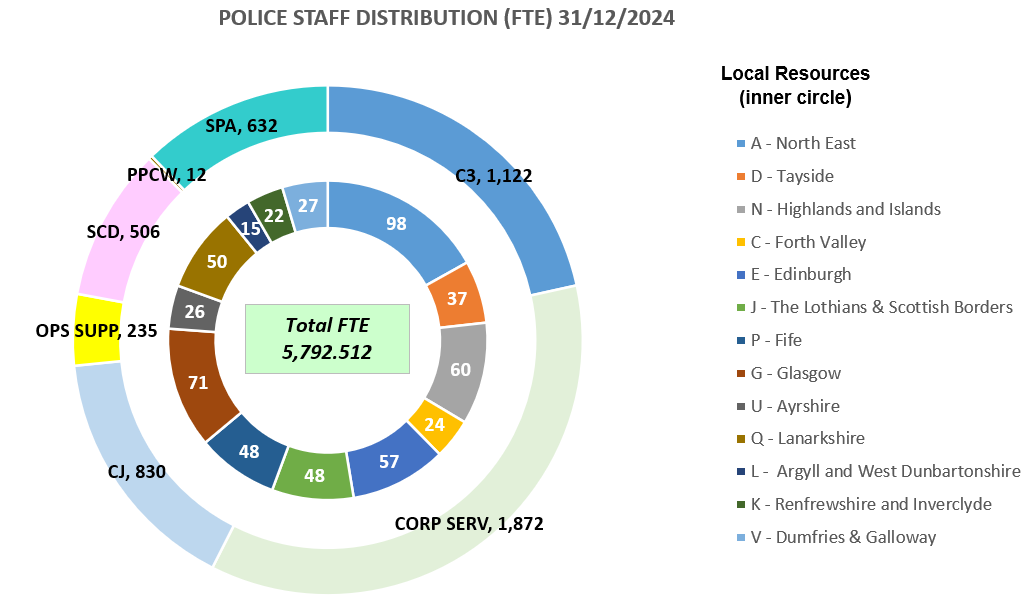 POLICE STAFF DISTRIBUTION (FTE) 31/12/2024
Local Resources
(inner circle)
SPA, 632
C3, 1,122
PPCW, 12
SCD, 506
OPS SUPP, 235
CJ, 830
CORP SERV, 1,872
98
37
60
24
57
48
48
71
26
50
15
22
27
Total FTE
5,792.512
A - North East
D - Tayside
N - Highlands and Islands
C - Forth Valley
E - Edinburgh
J - The Lothians & Scottish Borders
P - Fife
G - Glasgow
U - Ayrshire
Q - Lanarkshire
L -  Argyll and West Dunbartonshire
K - Renfrewshire and Inverclyde
V - Dumfries & Galloway